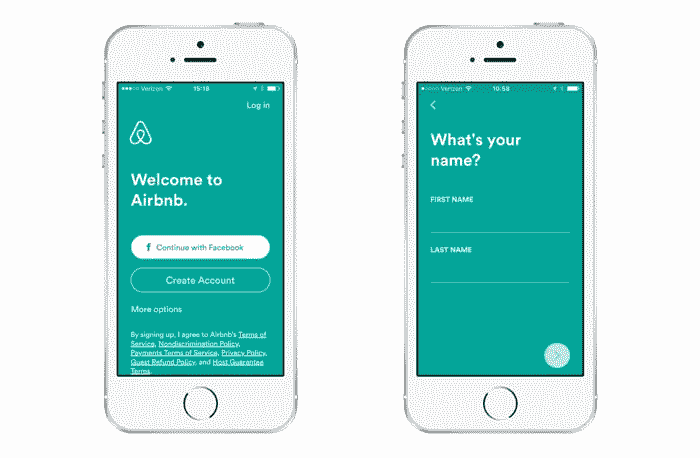 Verizon 15:18
Log in
Welcome to
Airbnb.
f Continue with Facebook
Create Account
More options
By signing up, I agree to Airbnb's Terms of
Service, Nondiscrimination Policy,
Payments Terms of Service, Privacy Policy,
Guest Refund Policy, and Host Guarantee
Terms.
Verizon 10:58
What's your
name?
FIRST NAME
LAST NAME